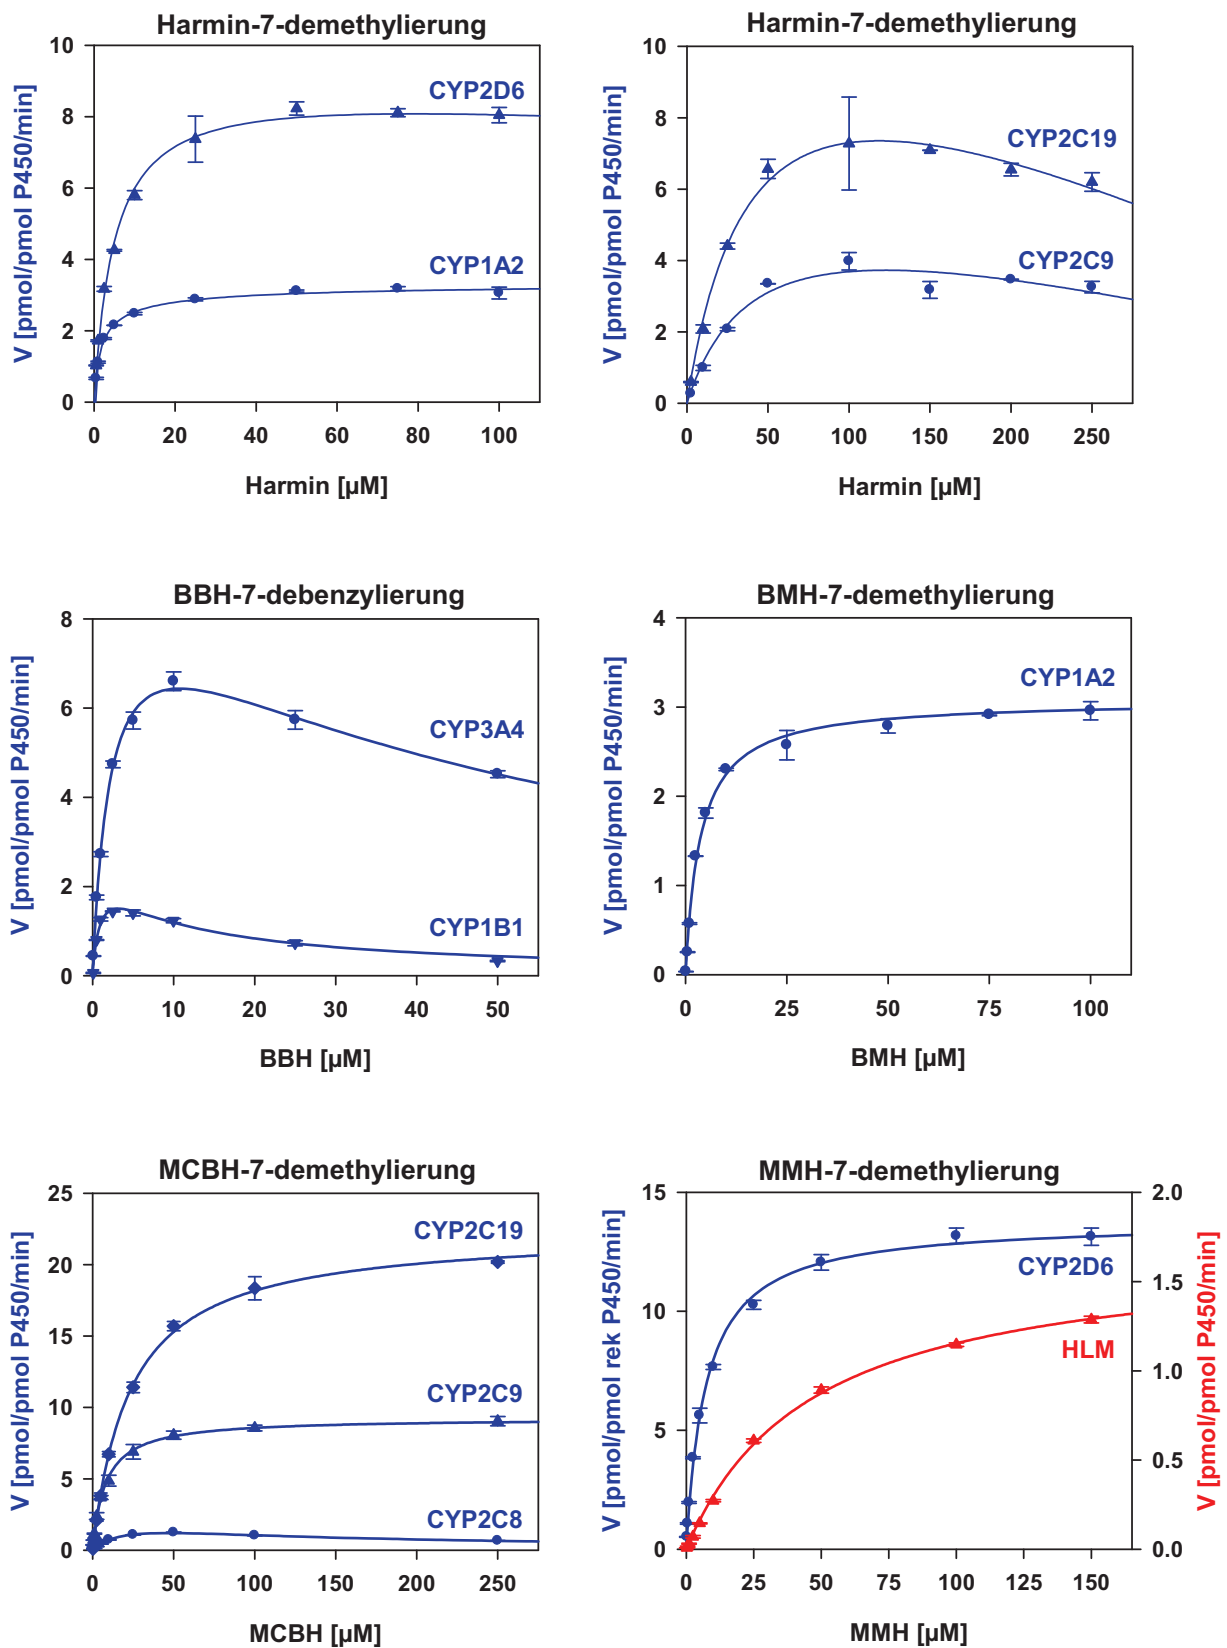 Harmin-7-demethylierung
V [pmol/pmol P450/min]
10
8
6
4
2
0
CYP2D6
CYP1A2
0 20 40 60 80 100
Harmin [µM]
Harmin-7-demethylierung
V [pmol/pmol P450/min]
10
8
6
4
2
0
CYP2C19
CYP2C9
0 50 100 150 200 250
Harmin [µM]
BBH-7-debenzylierung
V [pmol/pmol P450/min]
8
6
4
2
0
CYP3A4
CYP1B1
0 10 20 30 40 50
BBH [µM]
BMH-7-demethylierung
V [pmol/pmol P450/min]
4
3
2
1
0
CYP1A2
0 25 50 75 100
BMH [µM]
MCBH-7-demethylierung
V [pmol/pmol P450/min]
25
20
15
10
5
0
CYP2C19
CYP2C9
CYP2C8
0 50 100 150 200 250
MCBH [µM]
MMH-7-demethylierung
V [pmol/pmol rek P450/min]
15
10
5
0
CYP2D6
HLM
2.0
1.5
1.0
0.5
0.0
V [pmol/pmol P450/min]
0 25 50 75 100 125 150
MMH [µM]